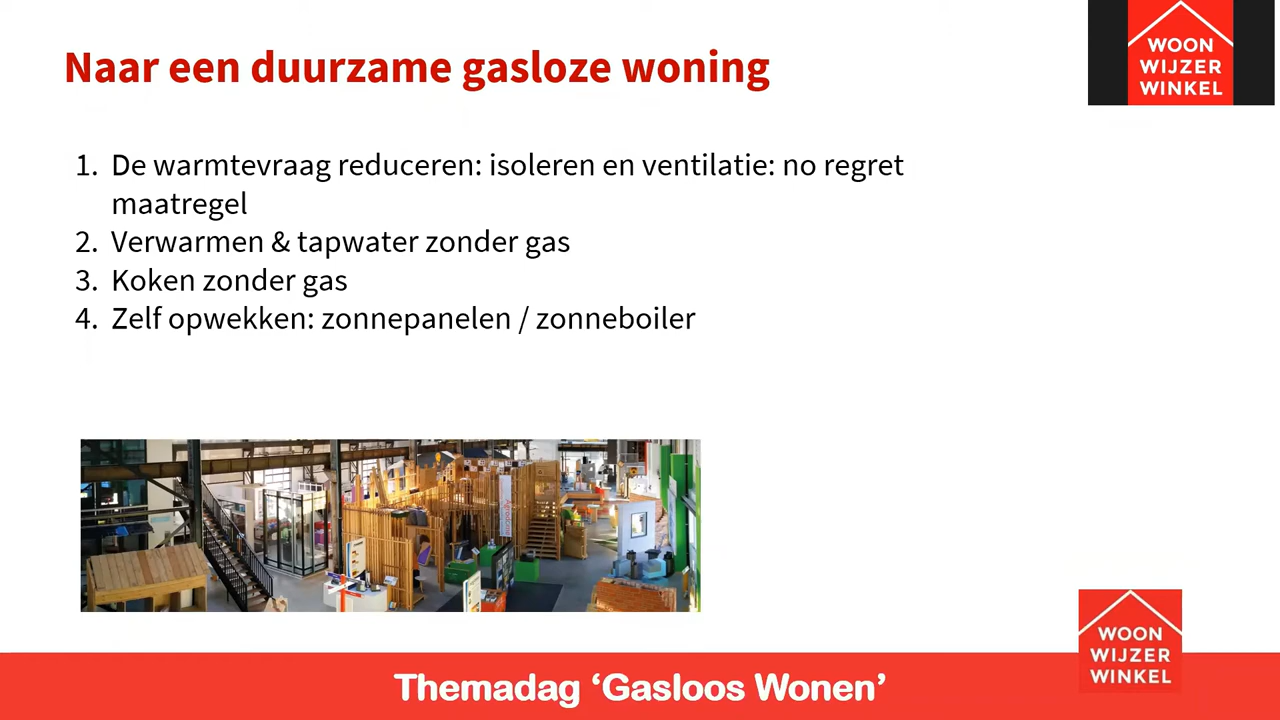 Naar een duurzame gasloze woning
WOON
WIJZER
WINKEL
1. De warmtevraag reduceren: isoleren en ventilatie: no regret
maatregel
2. Verwarmen & tapwater zonder gas
3. Koken zonder gas
4. Zelf opwekken: zonnepanelen / zonneboiler
WOON
WIJZER
WINKEL
Themadag ‘Gasloos Wonen’